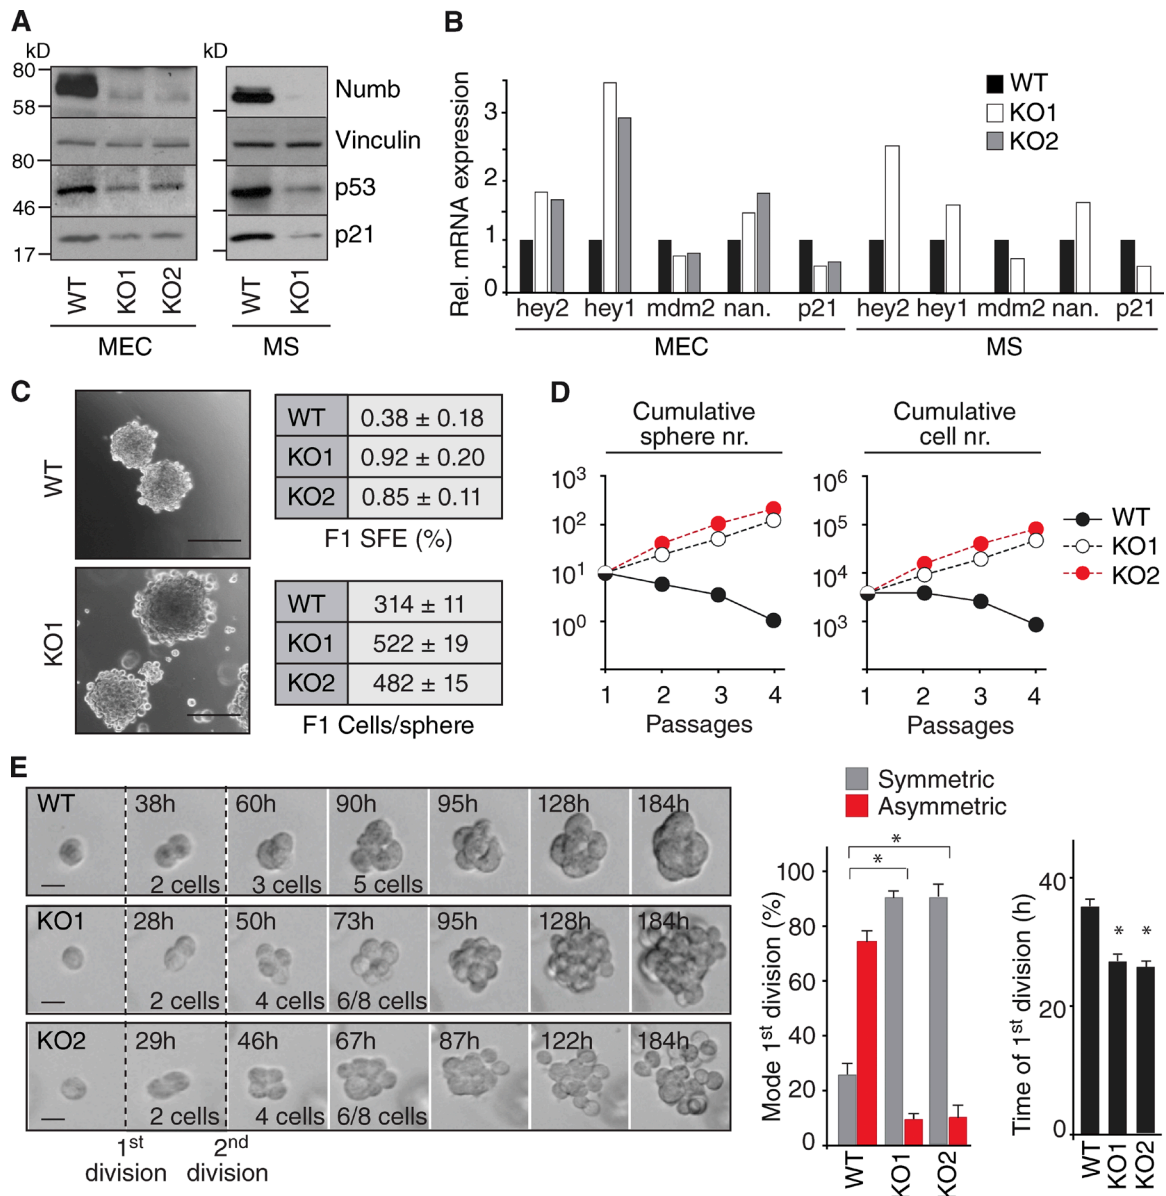 A
kD
kD
80
58
80
46
17
Numb
Vinculin
p53
p21
WT
KO1
KO2
WT
KO1
MEC
MS
B
Rel. mRNA expression
3
2
1
0
WT
KO1
KO2
hey2 hey1 mdm2 nan. p21 hey2 hey1 mdm2 nan. p21
MEC
MS
C
WT
KO1
WT 0.38 ± 0.18
KO1 0.92 ± 0.20
KO2 0.85 ± 0.11
F1 SFE (%)
WT 314 ± 11
KO1 522 ± 19
KO2 482 ± 15
F1 Cells/sphere
D
Cumulative
sphere nr.
10³
10²
10¹
10⁰
1 2 3 4
Passages
Cumulative
cell nr.
10⁶
10⁵
10⁴
10³
1 2 3 4
Passages
WT
KO1
KO2
E
WT 38h 60h 90h 95h 128h 184h
2 cells 3 cells 5 cells
KO1 28h 50h 73h 95h 128h 184h
2 cells 4 cells 6/8 cells
KO2 29h 46h 67h 87h 122h 184h
2 cells 4 cells 6/8 cells
1st division
2nd division
Symmetric
Asymmetric
Mode 1st division (%)
100
80
60
40
20
0
*
*
WT
KO1
KO2
Time of 1st division (h)
40
20
0
* *
WT
KO1
KO2